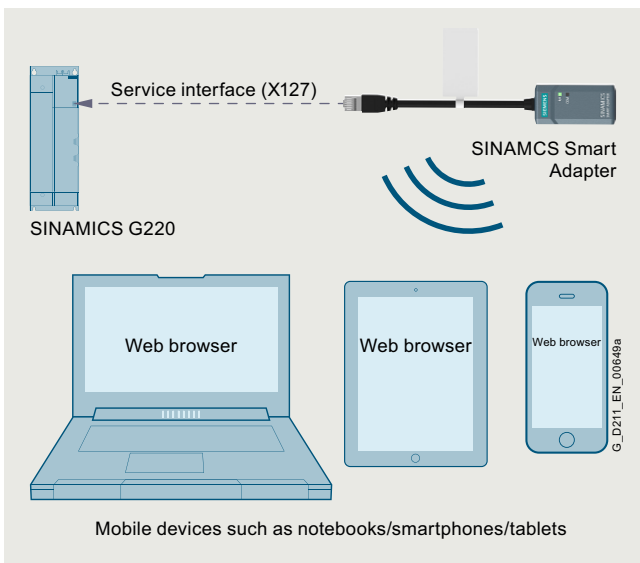 Service interface (X127)
SINAMCS Smart
Adapter
SINAMICS G220
Web browser
Web browser
Web browser
G_D211_EN_00649a
Mobile devices such as notebooks/smartphones/tablets